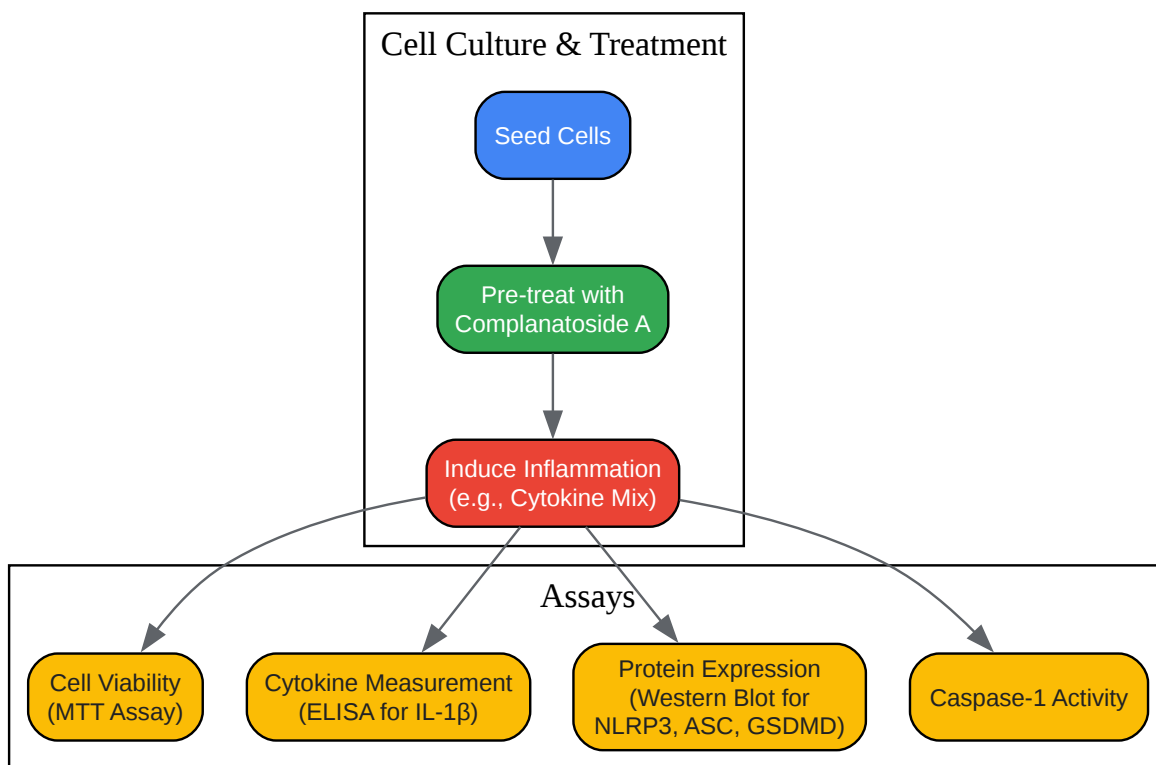 Cell Culture & Treatment
Seed Cells
Pre-treat with
Complanatoside A
Induce Inflammation
(e.g., Cytokine Mix)
Assays
Cell Viability
(MTT Assay)
Cytokine Measurement
(ELISA for IL-1β)
Protein Expression
(Western Blot for
NLRP3, ASC, GSDMD)
Caspase-1 Activity